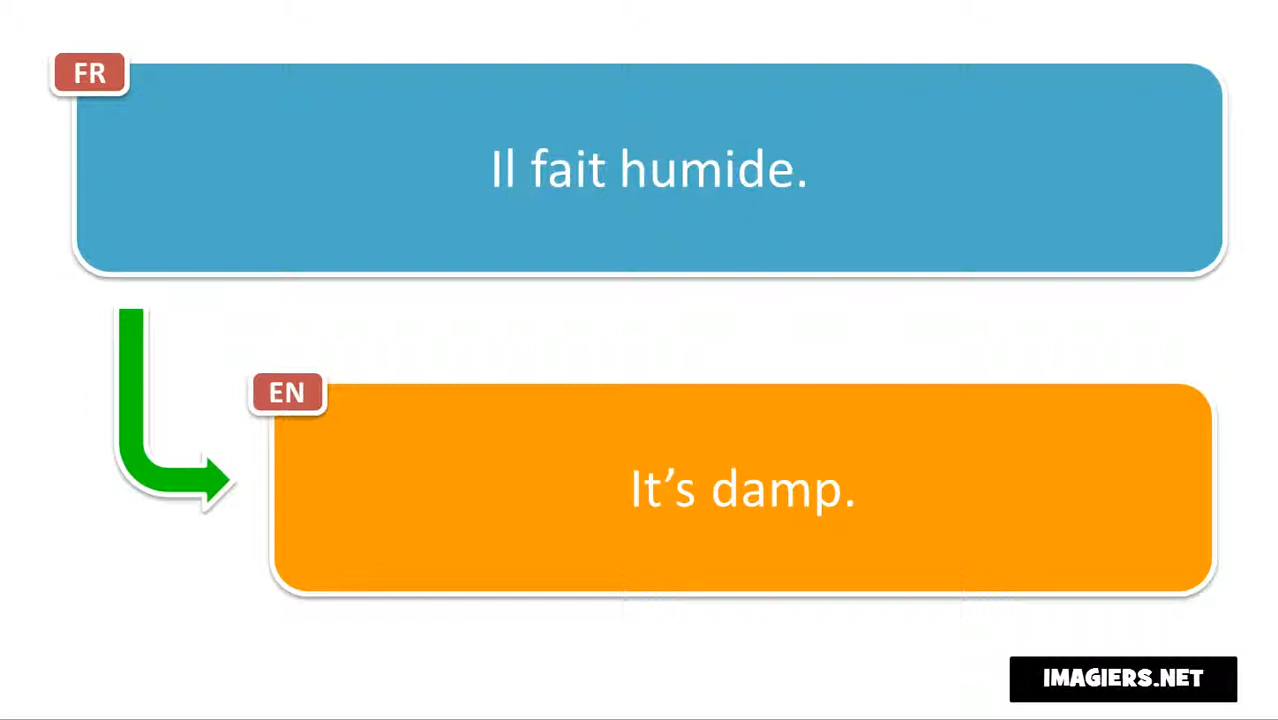 FR
Il fait humide.
EN
It’s damp.
IMAGIERS.NET